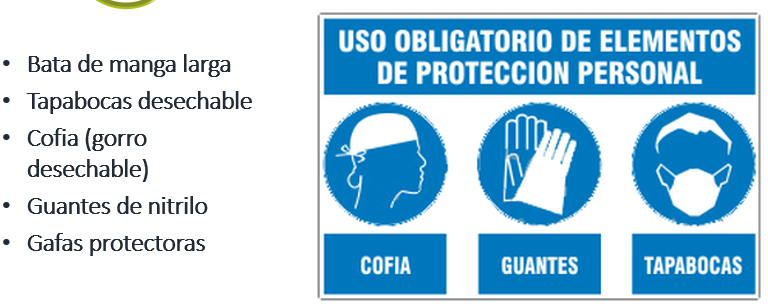 • Bata de manga larga
• Tapabocas desechable
• Cofia (gorro
desechable)
• Guantes de nitrilo
• Gafas protectoras
USO OBLIGATORIO DE ELEMENTOS
DE PROTECCION PERSONAL
COFIA
GUANTES
TAPABOCAS